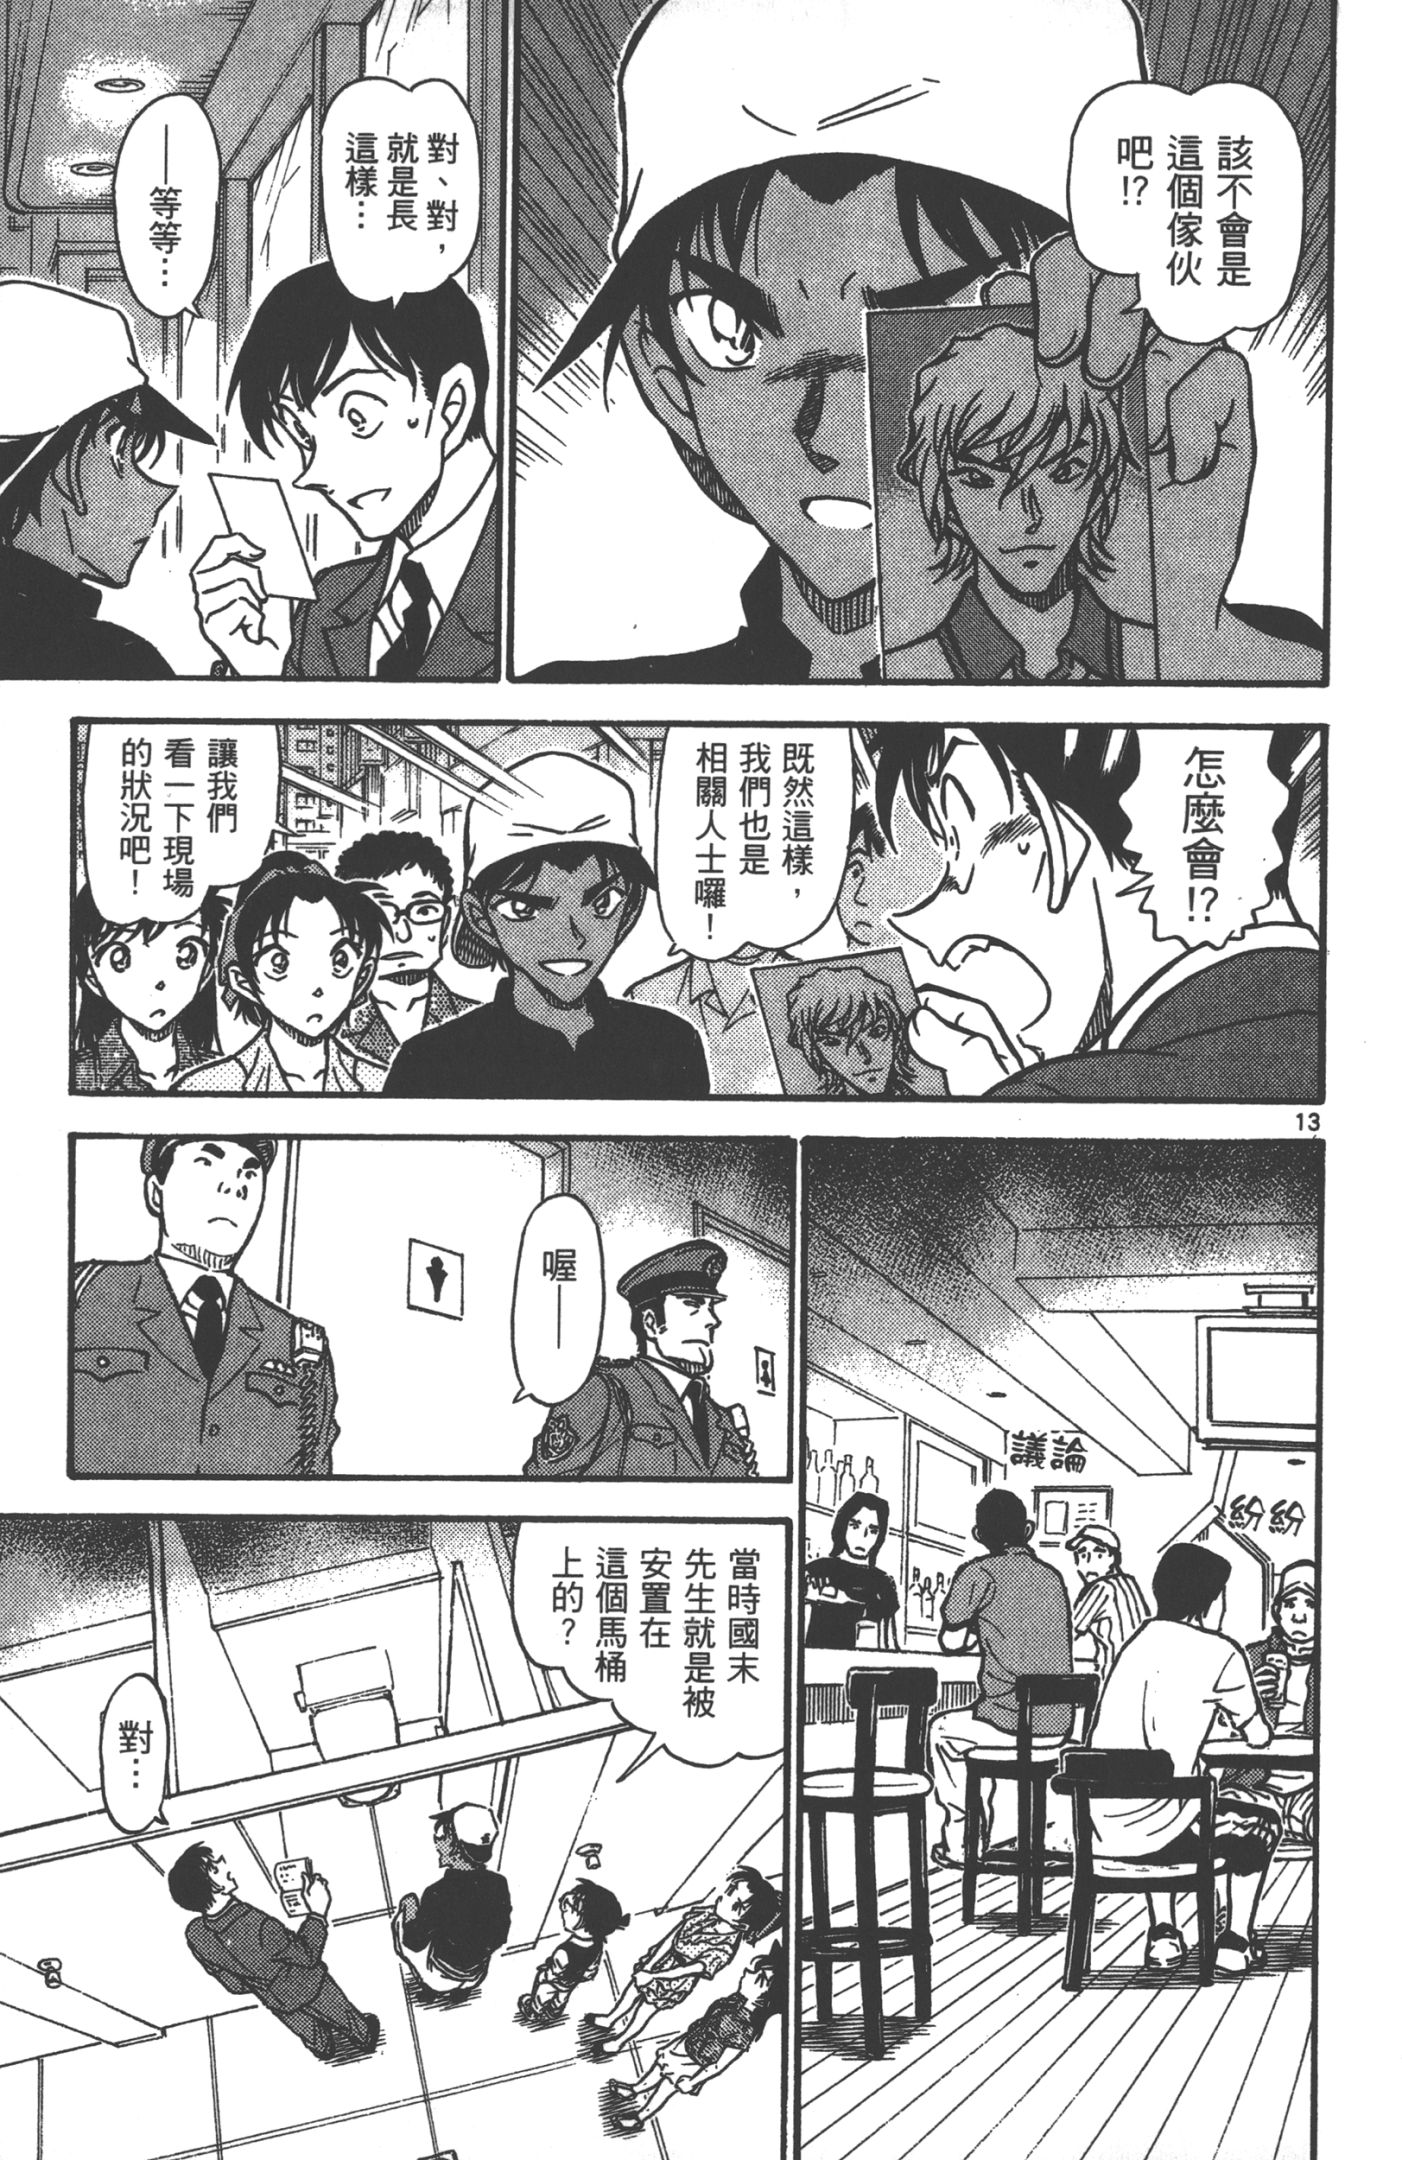 該不會是
這個傢伙
吧!?
對、對，
就是長
這樣…
——等等…
怎麼會!?
既然這樣，
我們也是
相關人士囉！
讓我們
看一下現場
的狀況吧！
13
議論
紛紛
喔——
當時國末
先生就是被
安置在
這個馬桶
上的？
對…